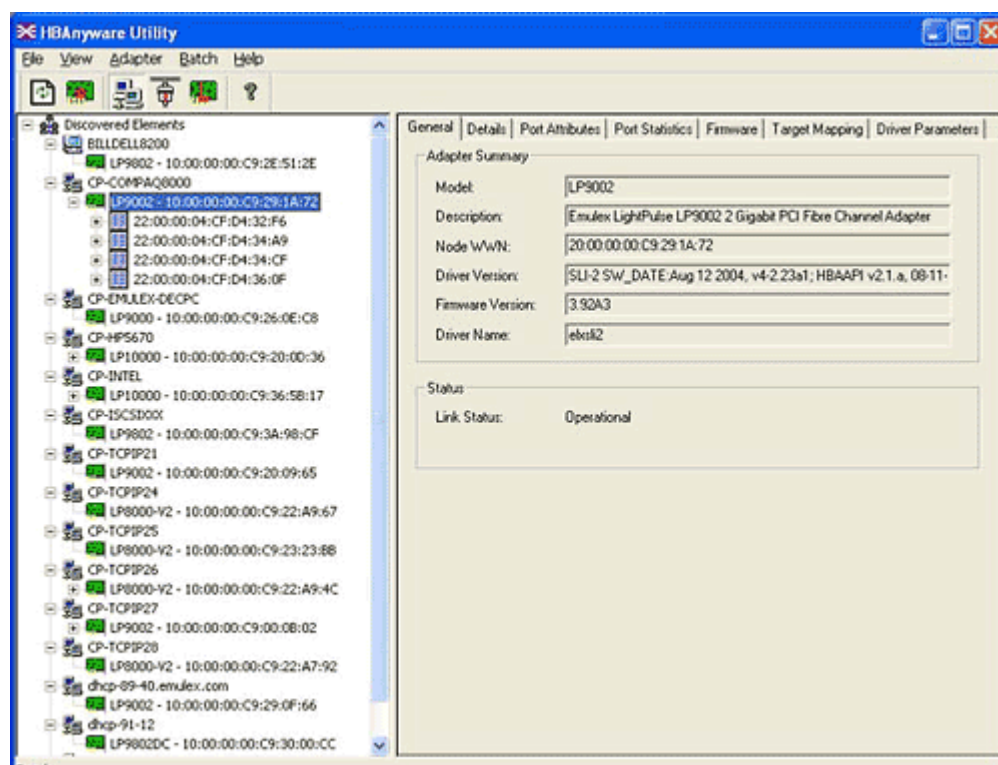 HBAnyware Utility
File View Adapter Batch Help
Discovered Elements
BILLDELL8200
LP9802 - 10:00:00:00:C9:2E:51:2E
CP-COMPAQ8000
LP9002 - 10:00:00:00:C9:29:1A:72
22:00:00:04:CF:D4:32:F6
22:00:00:04:CF:D4:34:A9
22:00:00:04:CF:D4:34:CF
22:00:00:04:CF:D4:36:0F
CP-EMULEX-DECPC
LP9000 - 10:00:00:00:C9:26:0E:C8
CP-HPS670
LP10000 - 10:00:00:00:C9:20:0D:36
CP-INTEL
LP10000 - 10:00:00:00:C9:36:5B:17
CP-ISCSIXXX
LP9802 - 10:00:00:00:C9:3A:98:CF
CP-TCPIP21
LP9002 - 10:00:00:00:C9:20:09:65
CP-TCPIP24
LP8000-V2 - 10:00:00:00:C9:22:A9:67
CP-TCPIP25
LP8000-V2 - 10:00:00:00:C9:23:23:BB
CP-TCPIP26
LP8000-V2 - 10:00:00:00:C9:22:A9:4C
CP-TCPIP27
LP9002 - 10:00:00:00:C9:00:0B:02
CP-TCPIP28
LP8000-V2 - 10:00:00:00:C9:22:A7:92
dhcp-89-40.emulex.com
LP9002 - 10:00:00:00:C9:29:0F:66
dhcp-91-12
LP9802DC - 10:00:00:00:C9:30:00:CC
General Details Port Attributes Port Statistics Firmware Target Mapping Driver Parameters
Adapter Summary
Model: LP9002
Description: Emulex LightPulse LP9002 2 Gigabit PCI Fibre Channel Adapter
Node WWN: 20:00:00:00:C9:29:1A:72
Driver Version: SLI-2 SW_DATE:Aug 12 2004, v4-2.23a1; HBAAPI v2.1.a, 08-11-
Firmware Version: 3.92A3
Driver Name: elxsli2
Status
Link Status: Operational